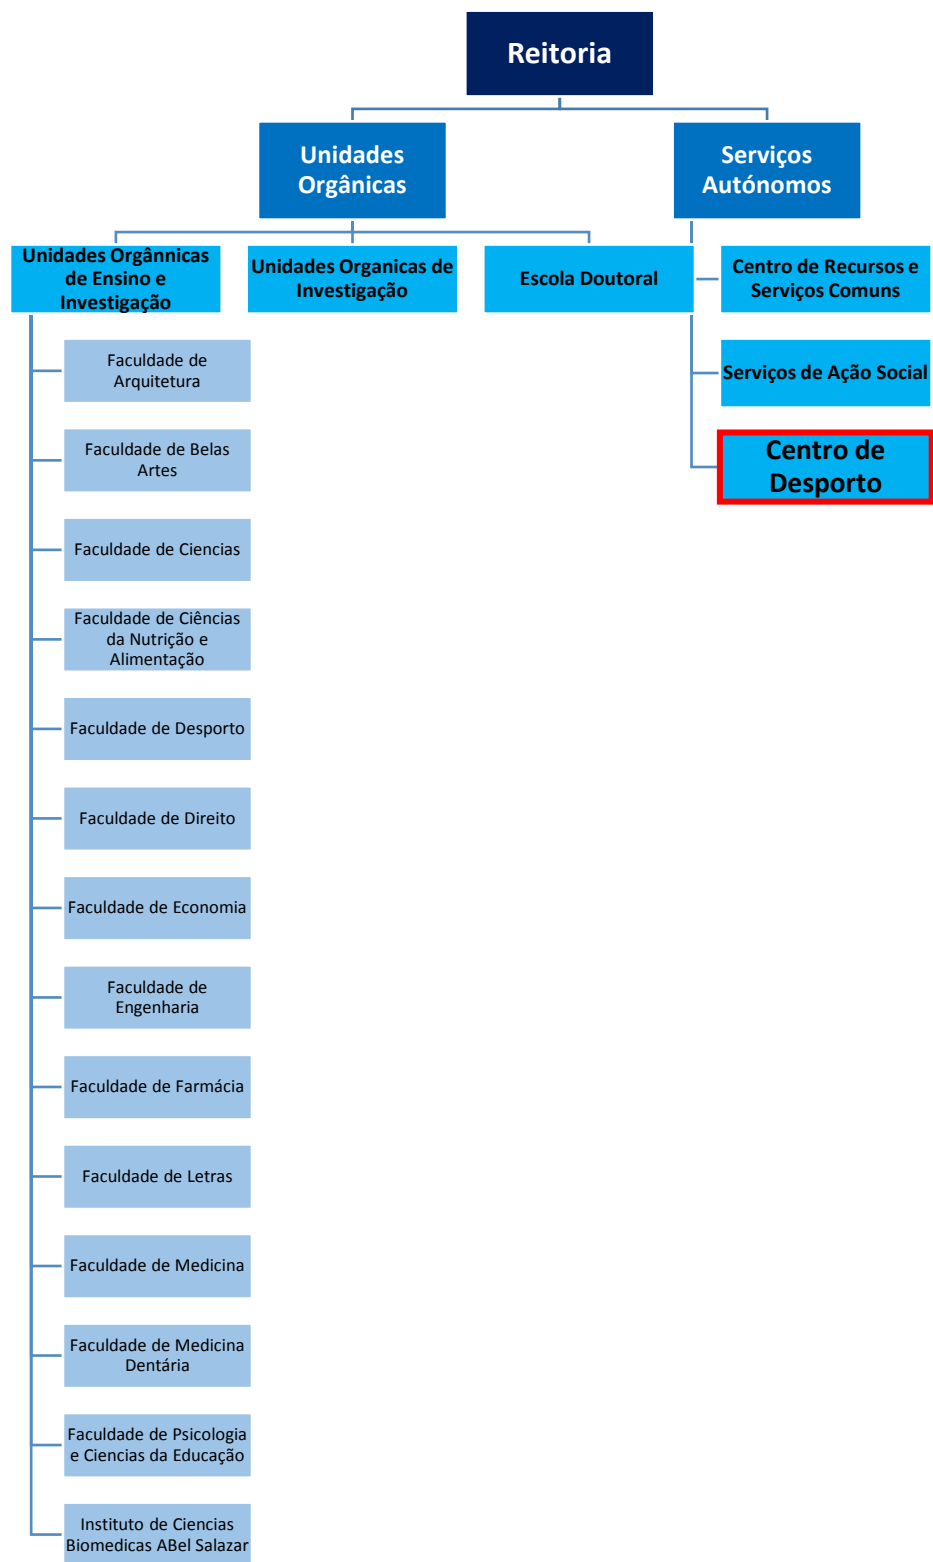 Reitoria
Unidades
Orgânicas
Serviços
Autónomos
Unidades Orgânnicas
de Ensino e
Investigação
Unidades Organicas de
Investigação
Escola Doutoral
Centro de Recursos e
Serviços Comuns
Serviços de Ação Social
Centro de
Desporto
Faculdade de
Arquitetura
Faculdade de Belas
Artes
Faculdade de Ciencias
Faculdade de Ciências
da Nutrição e
Alimentação
Faculdade de Desporto
Faculdade de Direito
Faculdade de Economia
Faculdade de
Engenharia
Faculdade de Farmácia
Faculdade de Letras
Faculdade de Medicina
Faculdade de Medicina
Dentária
Faculdade de Psicologia
e Ciencias da Educação
Instituto de Ciencias
Biomedicas ABel Salazar